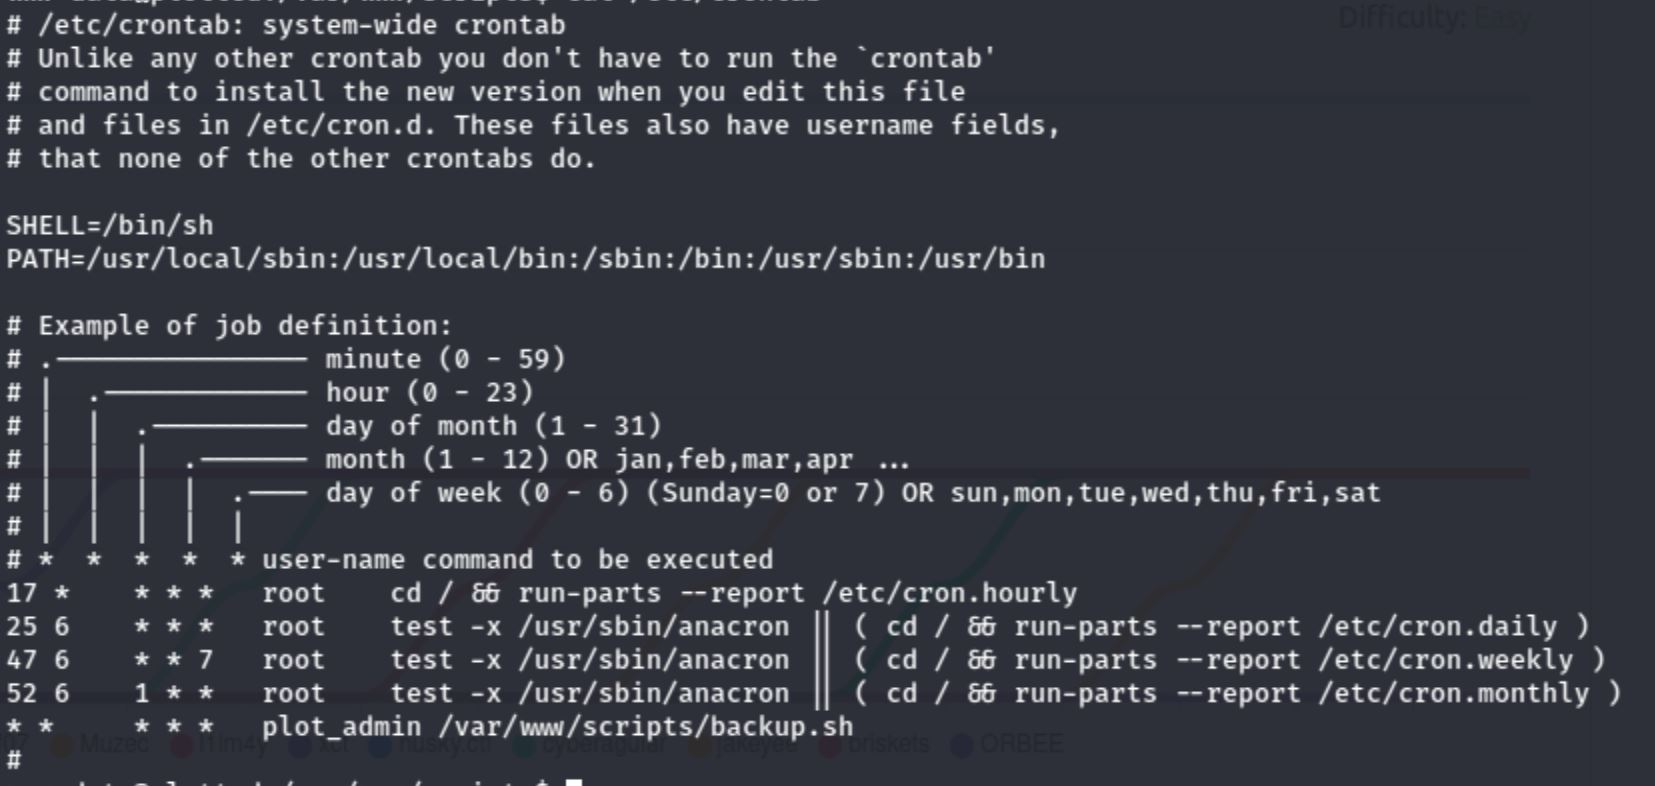 Difficulty: Easy
# /etc/crontab: system-wide crontab
# Unlike any other crontab you don't have to run the `crontab'
# command to install the new version when you edit this file
# and files in /etc/cron.d. These files also have username fields,
# that none of the other crontabs do.
SHELL=/bin/sh
PATH=/usr/local/sbin:/usr/local/bin:/sbin:/bin:/usr/sbin:/usr/bin
# Example of job definition:
# .---------------- minute (0 - 59)
# |  .------------- hour (0 - 23)
# |  |  .---------- day of month (1 - 31)
# |  |  |  .------- month (1 - 12) OR jan,feb,mar,apr ...
# |  |  |  |  .---- day of week (0 - 6) (Sunday=0 or 7) OR sun,mon,tue,wed,thu,fri,sat
# |  |  |  |  |
# *  *  *  *  * user-name command to be executed
17 *    * * *   root    cd / && run-parts --report /etc/cron.hourly
25 6    * * *   root    test -x /usr/sbin/anacron || ( cd / && run-parts --report /etc/cron.daily )
47 6    * * 7   root    test -x /usr/sbin/anacron || ( cd / && run-parts --report /etc/cron.weekly )
52 6    1 * *   root    test -x /usr/sbin/anacron || ( cd / && run-parts --report /etc/cron.monthly )
* *     * * *   plot_admin /var/www/scripts/backup.sh
Muzec xct husky.ctf cyberagular jakeyee briskets ORBEE
#